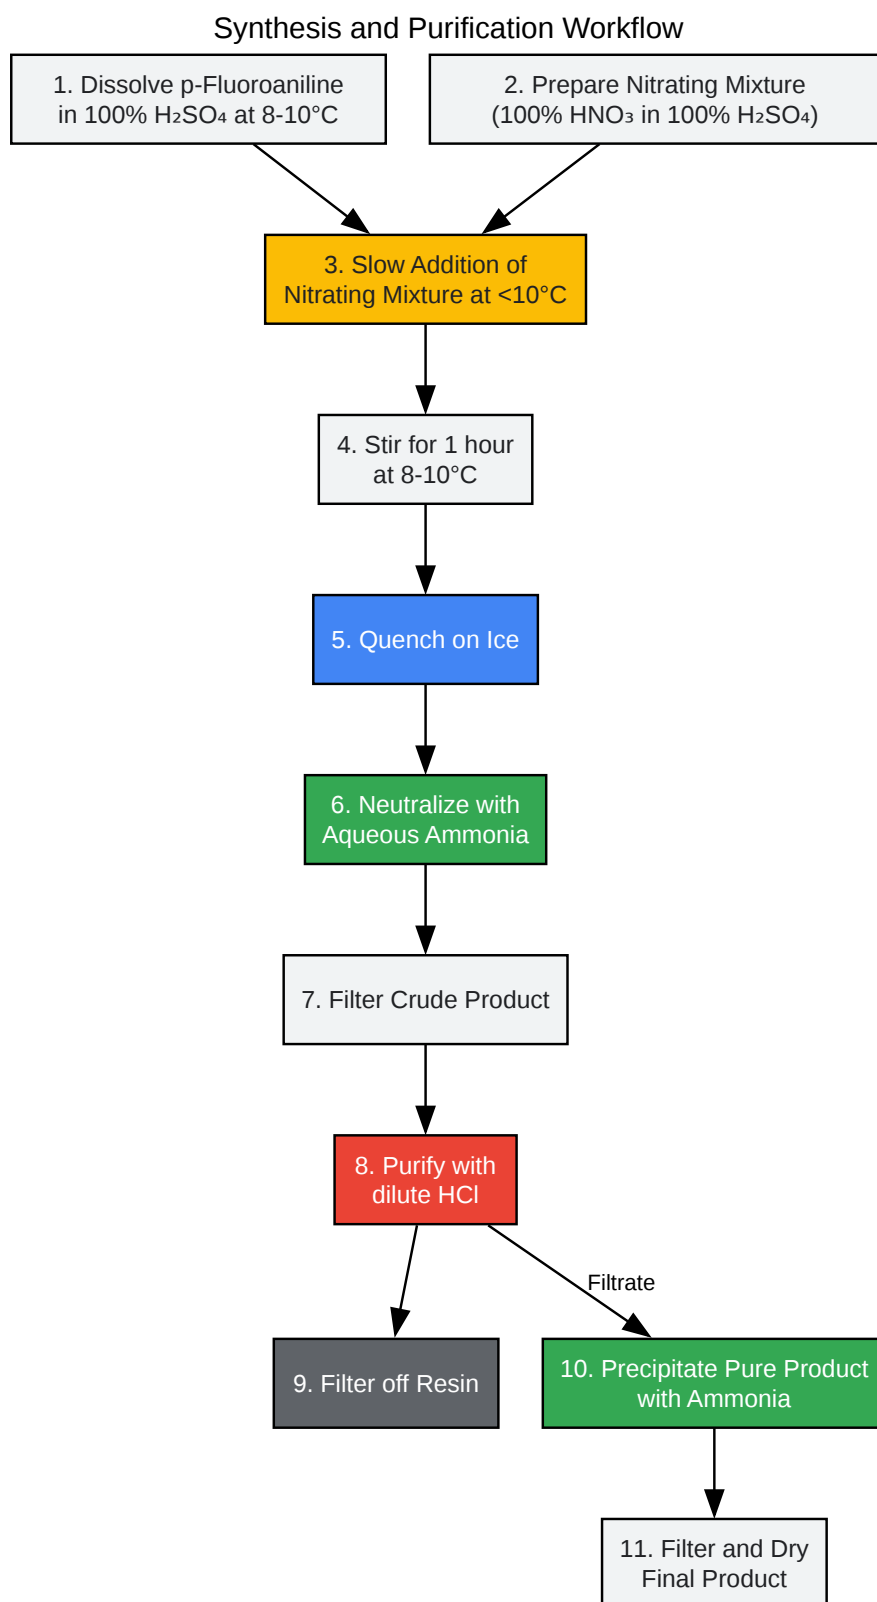 Synthesis and Purification Workflow
1. Dissolve p-Fluoroaniline
in 100% H₂SO₄ at 8-10°C
2. Prepare Nitrating Mixture
(100% HNO₃ in 100% H₂SO₄)
3. Slow Addition of
Nitrating Mixture at <10°C
4. Stir for 1 hour
at 8-10°C
5. Quench on Ice
6. Neutralize with
Aqueous Ammonia
7. Filter Crude Product
8. Purify with
dilute HCl
Filtrate
9. Filter off Resin
10. Precipitate Pure Product
with Ammonia
11. Filter and Dry
Final Product